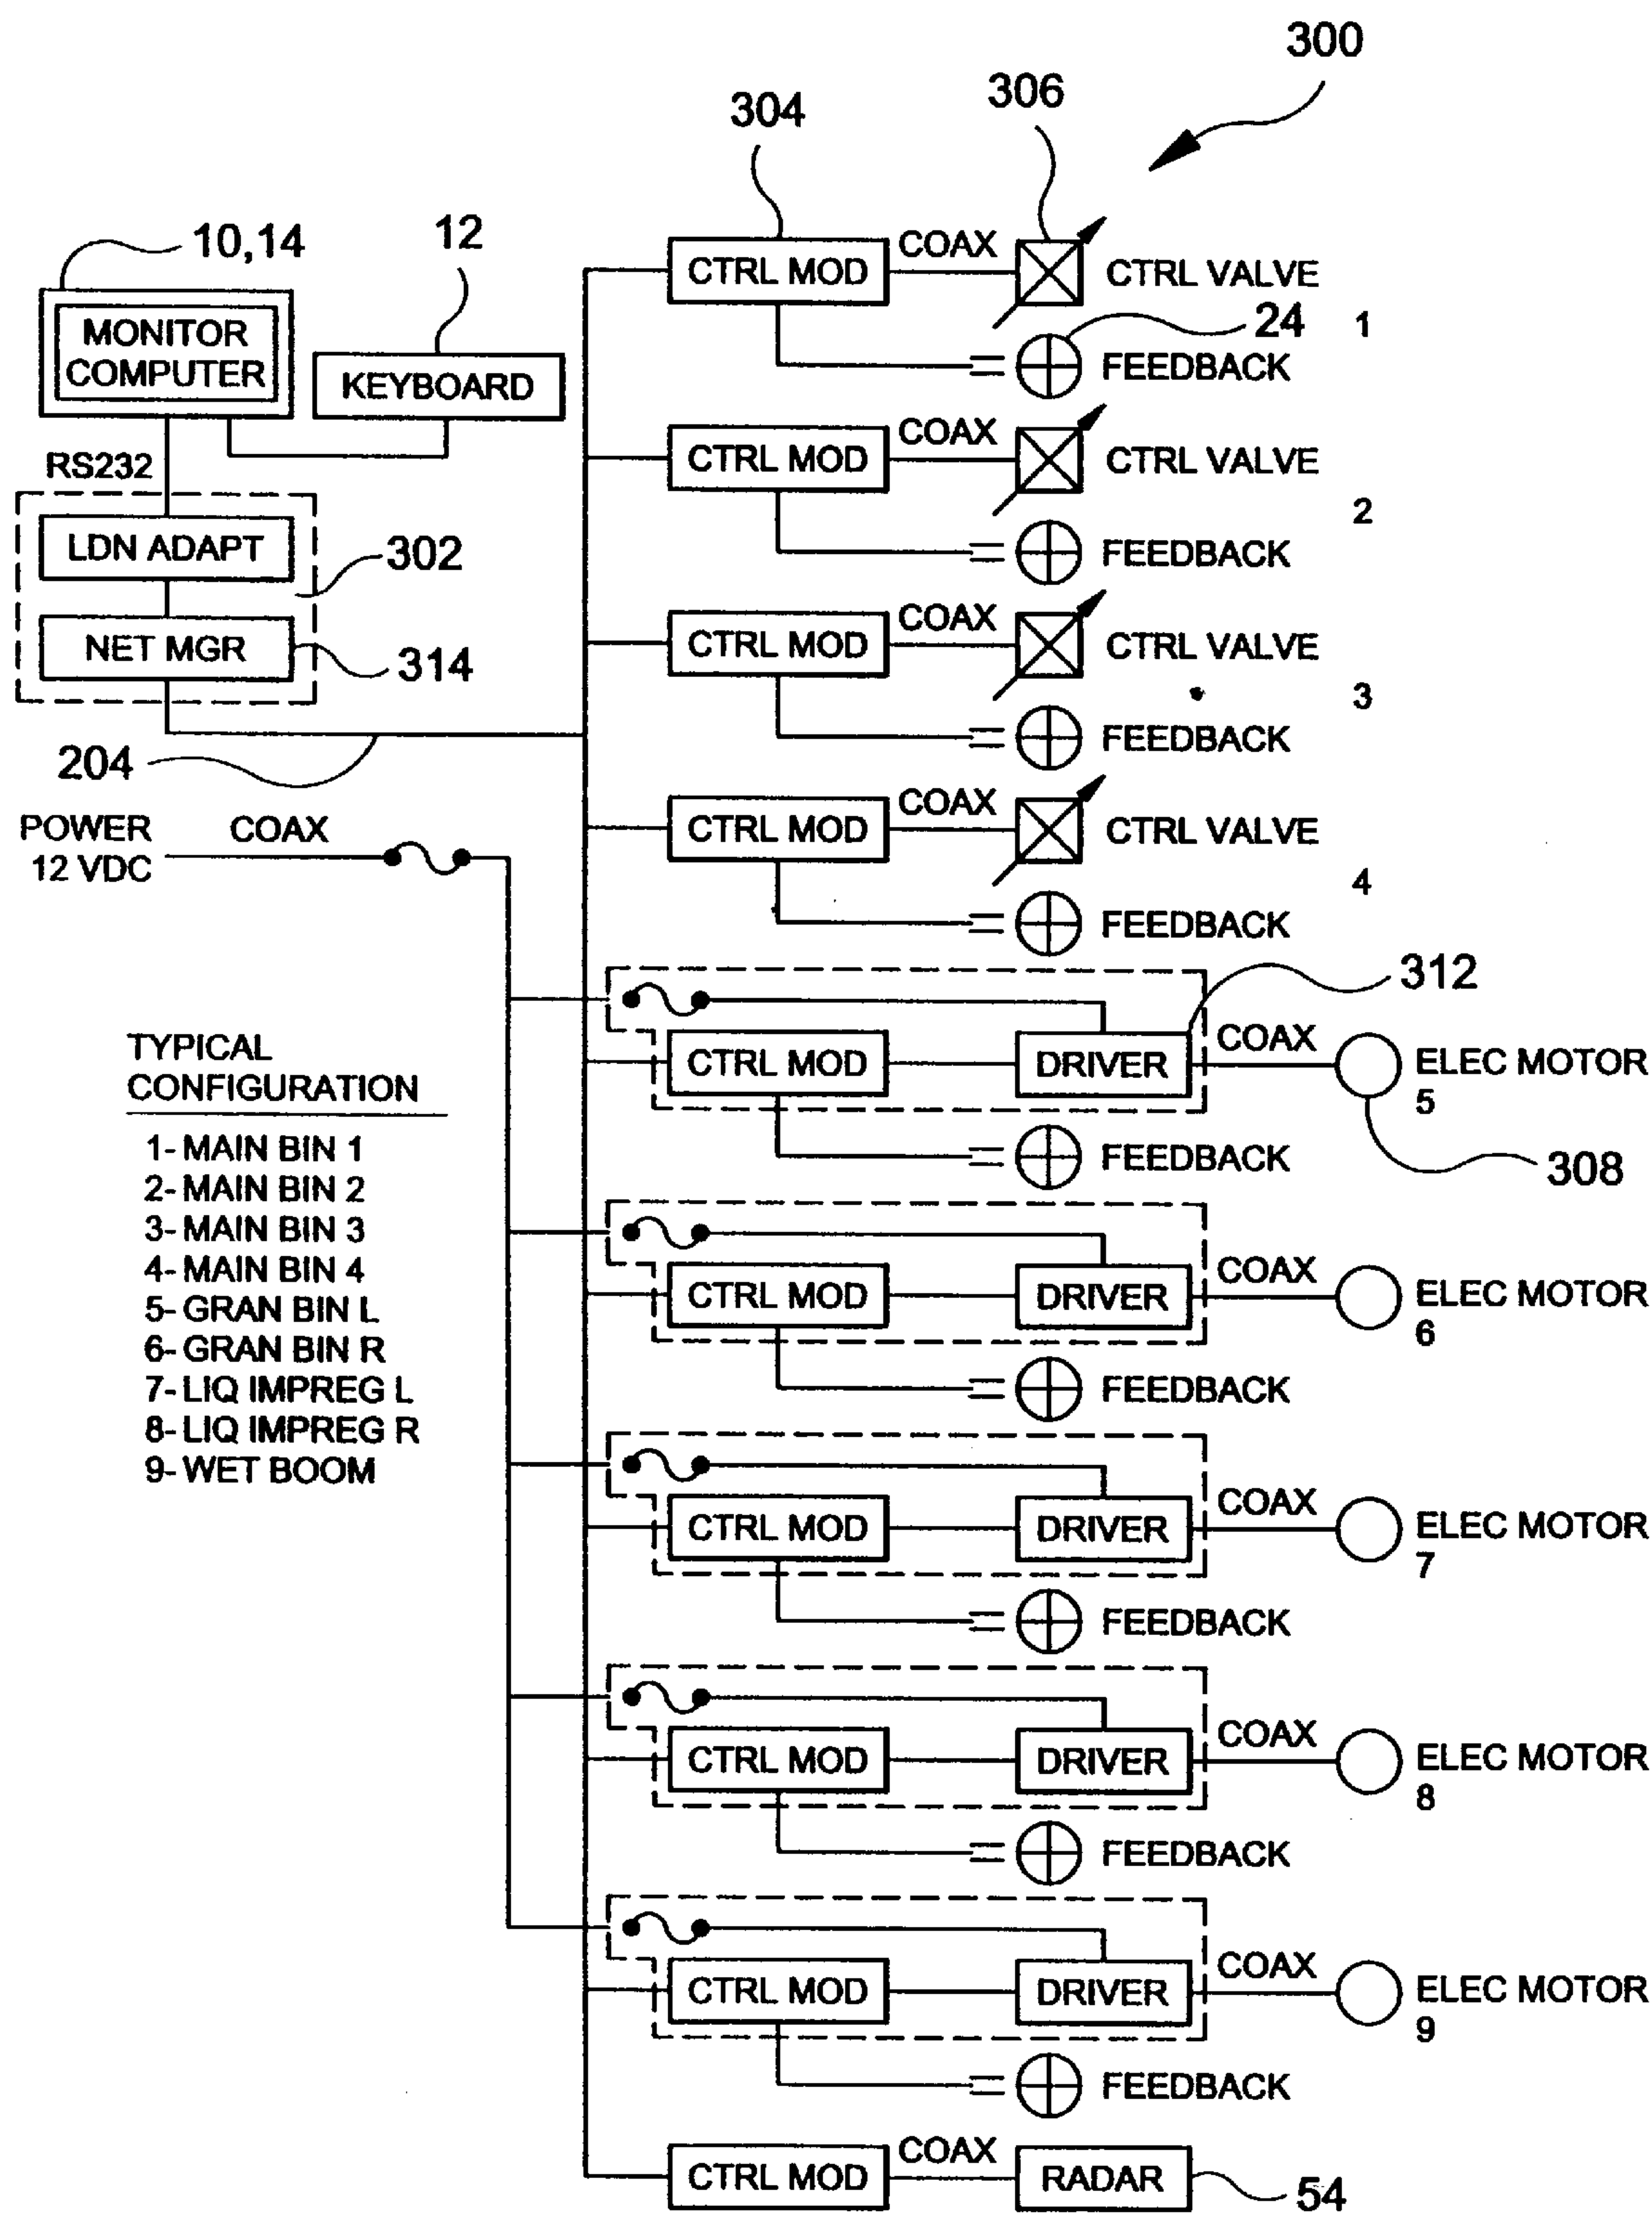 300
304
306
10,14
12
MONITOR
COMPUTER
KEYBOARD
RS232
LDN ADAPT
302
NET MGR
314
204
POWER
12 VDC
COAX
CTRL MOD
COAX
CTRL VALVE
24
1
FEEDBACK
CTRL MOD
COAX
CTRL VALVE
2
FEEDBACK
CTRL MOD
COAX
CTRL VALVE
3
FEEDBACK
CTRL MOD
COAX
CTRL VALVE
4
FEEDBACK
312
CTRL MOD
DRIVER
COAX
ELEC MOTOR
5
308
FEEDBACK
TYPICAL
CONFIGURATION
1- MAIN BIN 1
2- MAIN BIN 2
3- MAIN BIN 3
4- MAIN BIN 4
5- GRAN BIN L
6- GRAN BIN R
7- LIQ IMPREG L
8- LIQ IMPREG R
9- WET BOOM
CTRL MOD
DRIVER
COAX
ELEC MOTOR
6
FEEDBACK
CTRL MOD
DRIVER
COAX
ELEC MOTOR
7
FEEDBACK
CTRL MOD
DRIVER
COAX
ELEC MOTOR
8
FEEDBACK
CTRL MOD
DRIVER
COAX
ELEC MOTOR
9
FEEDBACK
CTRL MOD
COAX
RADAR
54